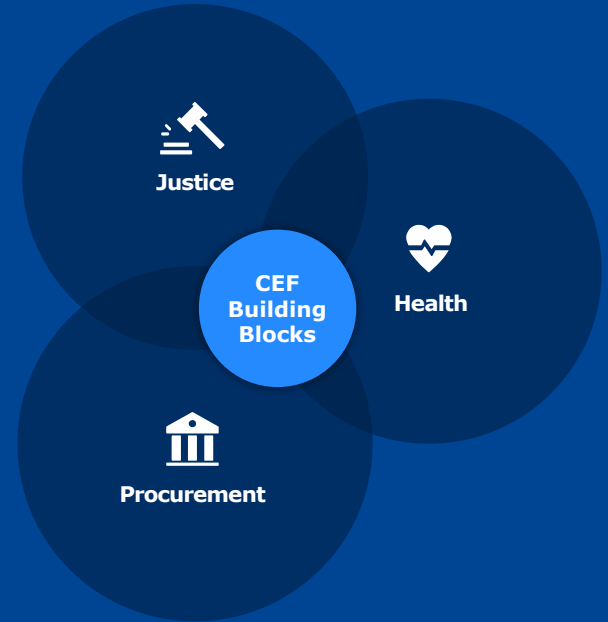 Justice
CEF
Building
Blocks
Health
Procurement